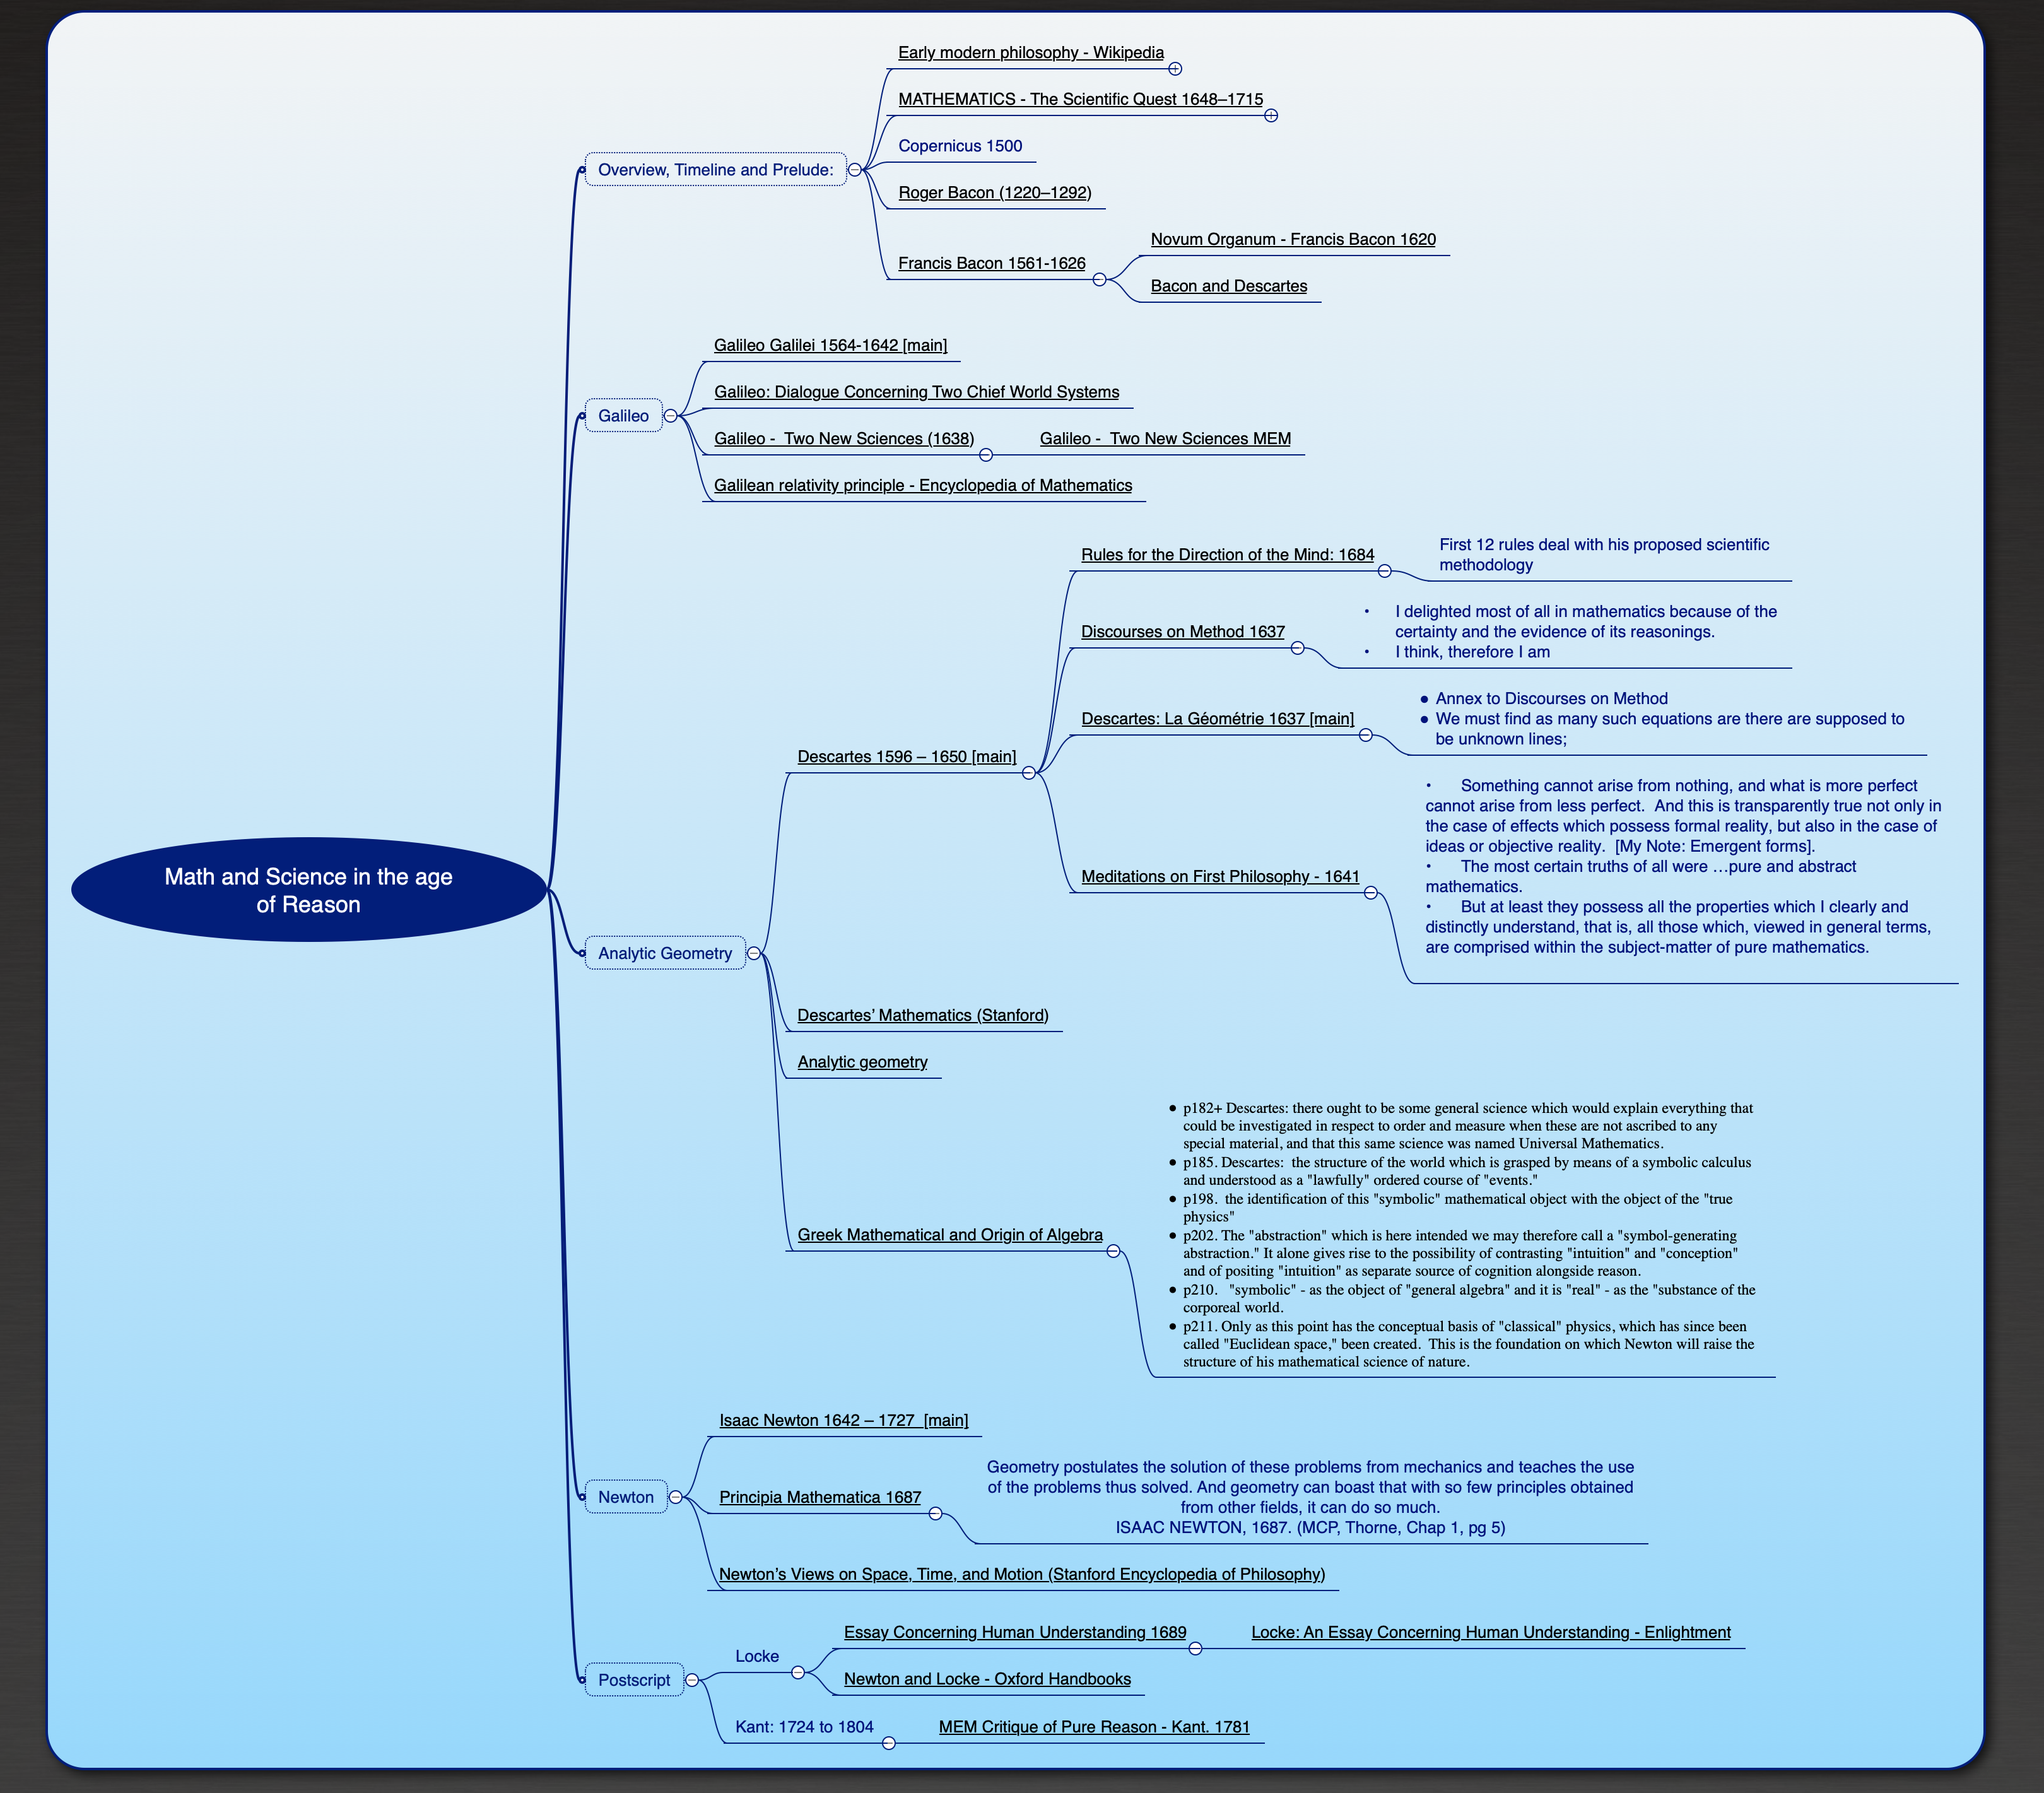 Math and Science in the age
of Reason
Overview, Timeline and Prelude:
Early modern philosophy - Wikipedia
MATHEMATICS - The Scientific Quest 1648–1715
Copernicus 1500
Roger Bacon (1220–1292)
Francis Bacon 1561-1626
Novum Organum - Francis Bacon 1620
Bacon and Descartes
Galileo
Galileo Galilei 1564-1642 [main]
Galileo: Dialogue Concerning Two Chief World Systems
Galileo -  Two New Sciences (1638)
Galileo -  Two New Sciences MEM
Galilean relativity principle - Encyclopedia of Mathematics
Analytic Geometry
Descartes 1596 – 1650 [main]
Rules for the Direction of the Mind: 1684
First 12 rules deal with his proposed scientific
methodology
Discourses on Method 1637
• I delighted most of all in mathematics because of the
certainty and the evidence of its reasonings.
• I think, therefore I am
Descartes: La Géométrie 1637 [main]
● Annex to Discourses on Method
● We must find as many such equations are there are supposed to
be unknown lines;
Meditations on First Philosophy - 1641
• Something cannot arise from nothing, and what is more perfect
cannot arise from less perfect.  And this is transparently true not only in
the case of effects which possess formal reality, but also in the case of
ideas or objective reality.  [My Note: Emergent forms].
• The most certain truths of all were …pure and abstract
mathematics.
• But at least they possess all the properties which I clearly and
distinctly understand, that is, all those which, viewed in general terms,
are comprised within the subject-matter of pure mathematics.
Descartes’ Mathematics (Stanford)
Analytic geometry
Greek Mathematical and Origin of Algebra
● p182+ Descartes: there ought to be some general science which would explain everything that
could be investigated in respect to order and measure when these are not ascribed to any
special material, and that this same science was named Universal Mathematics.
● p185. Descartes:  the structure of the world which is grasped by means of a symbolic calculus
and understood as a "lawfully" ordered course of "events."
● p198.  the identification of this "symbolic" mathematical object with the object of the "true
physics"
● p202. The "abstraction" which is here intended we may therefore call a "symbol-generating
abstraction." It alone gives rise to the possibility of contrasting "intuition" and "conception"
and of positing "intuition" as separate source of cognition alongside reason.
● p210.   "symbolic" - as the object of "general algebra" and it is "real" - as the "substance of the
corporeal world.
● p211. Only as this point has the conceptual basis of "classical" physics, which has since been
called "Euclidean space," been created.  This is the foundation on which Newton will raise the
structure of his mathematical science of nature.
Newton
Isaac Newton 1642 – 1727  [main]
Principia Mathematica 1687
Geometry postulates the solution of these problems from mechanics and teaches the use
of the problems thus solved. And geometry can boast that with so few principles obtained
from other fields, it can do so much.
ISAAC NEWTON, 1687. (MCP, Thorne, Chap 1, pg 5)
Newton’s Views on Space, Time, and Motion (Stanford Encyclopedia of Philosophy)
Postscript
Locke
Essay Concerning Human Understanding 1689
Locke: An Essay Concerning Human Understanding - Enlightment
Newton and Locke - Oxford Handbooks
Kant: 1724 to 1804
MEM Critique of Pure Reason - Kant. 1781